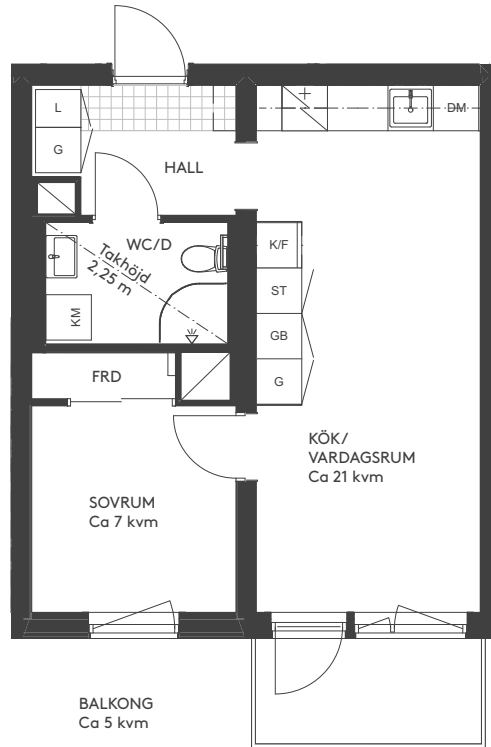 L
DM
G
HALL
WC/D
K/F
Takhöjd
2,25 m
ST
KM
GB
FRD
G
KÖK/
VARDAGSRUM
Ca 21 kvm
SOVRUM
Ca 7 kvm
BALKONG
Ca 5 kvm